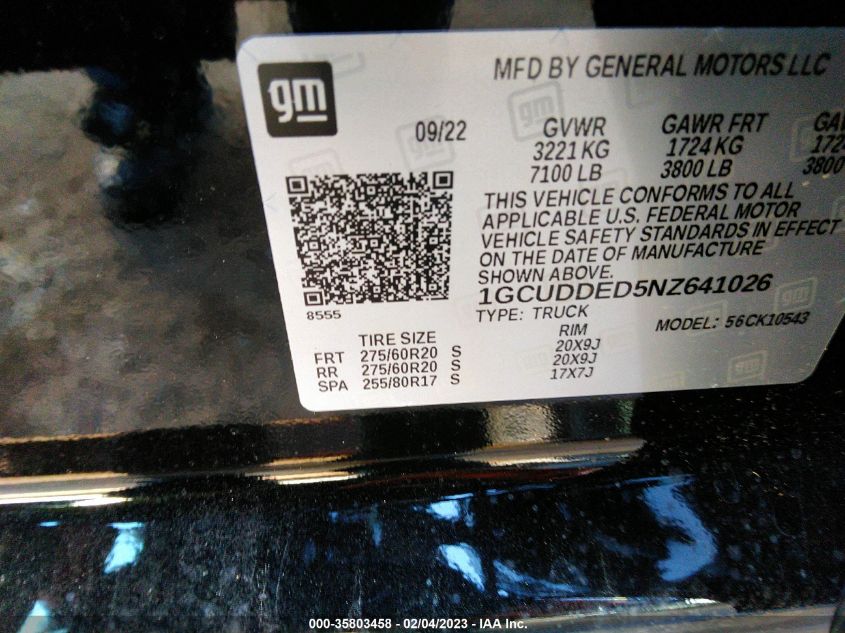 gm
MFD BY GENERAL MOTORS LLC
09/22
GVWR GAWR FRT
3221 KG 1724 KG
7100 LB 3800 LB 3800
THIS VEHICLE CONFORMS TO ALL
APPLICABLE U.S. FEDERAL MOTOR
VEHICLE SAFETY STANDARDS IN EFFECT
ON THE DATE OF MANUFACTURE
SHOWN ABOVE.
8555
1GCUDDED5NZ641026
TYPE: TRUCK MODEL: 56CK10543
TIRE SIZE RIM
FRT 275/60R20 S 20X9J
RR 275/60R20 S 20X9J
SPA 255/80R17 S 17X7J
000-35803458 - 02/04/2023 - IAA Inc.